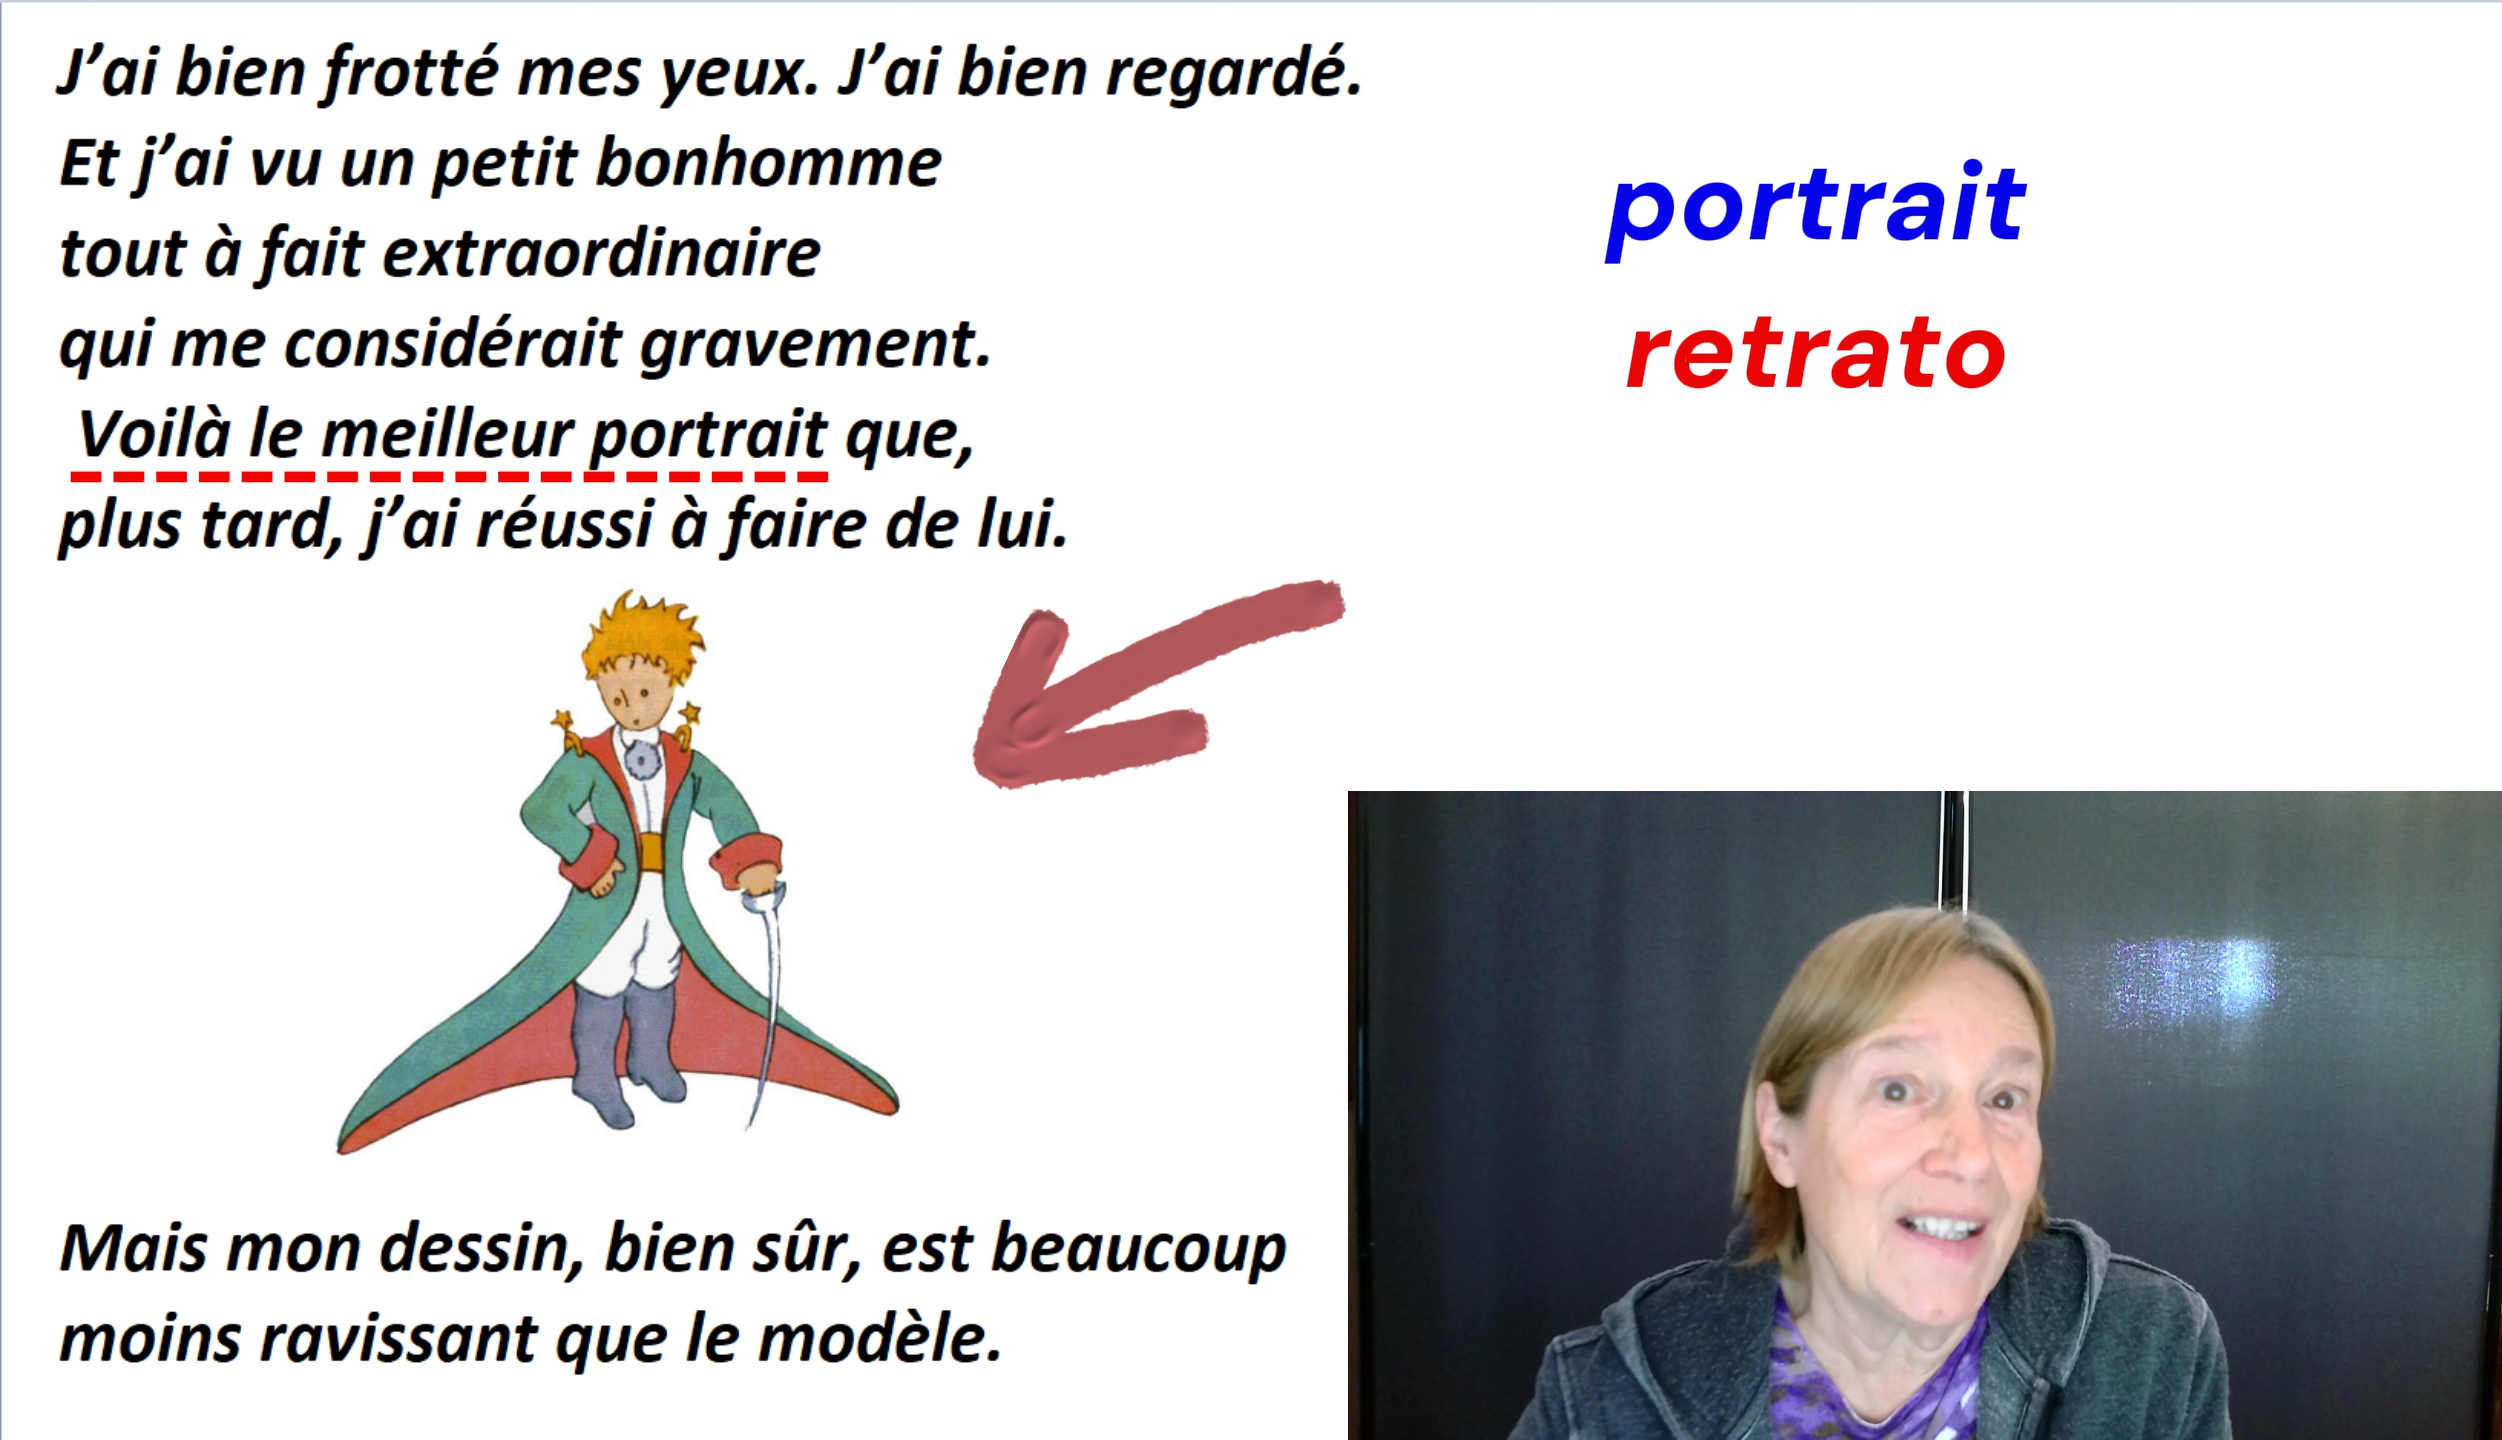 J’ai bien frotté mes yeux. J’ai bien regardé.
Et j’ai vu un petit bonhomme
tout à fait extraordinaire
qui me considérait gravement.
Voilà le meilleur portrait que,
plus tard, j’ai réussi à faire de lui.
Mais mon dessin, bien sûr, est beaucoup
moins ravissant que le modèle.
portrait
retrato